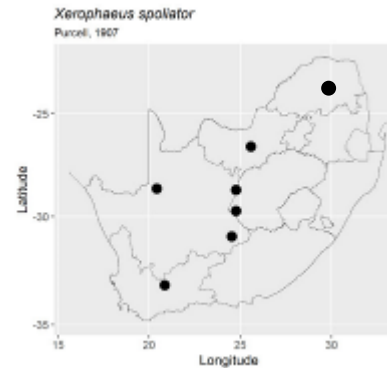 Xerophaeus spoliator
Purcell, 1907
-25
-30
-35
Latitude
15
20
25
30
Longitude